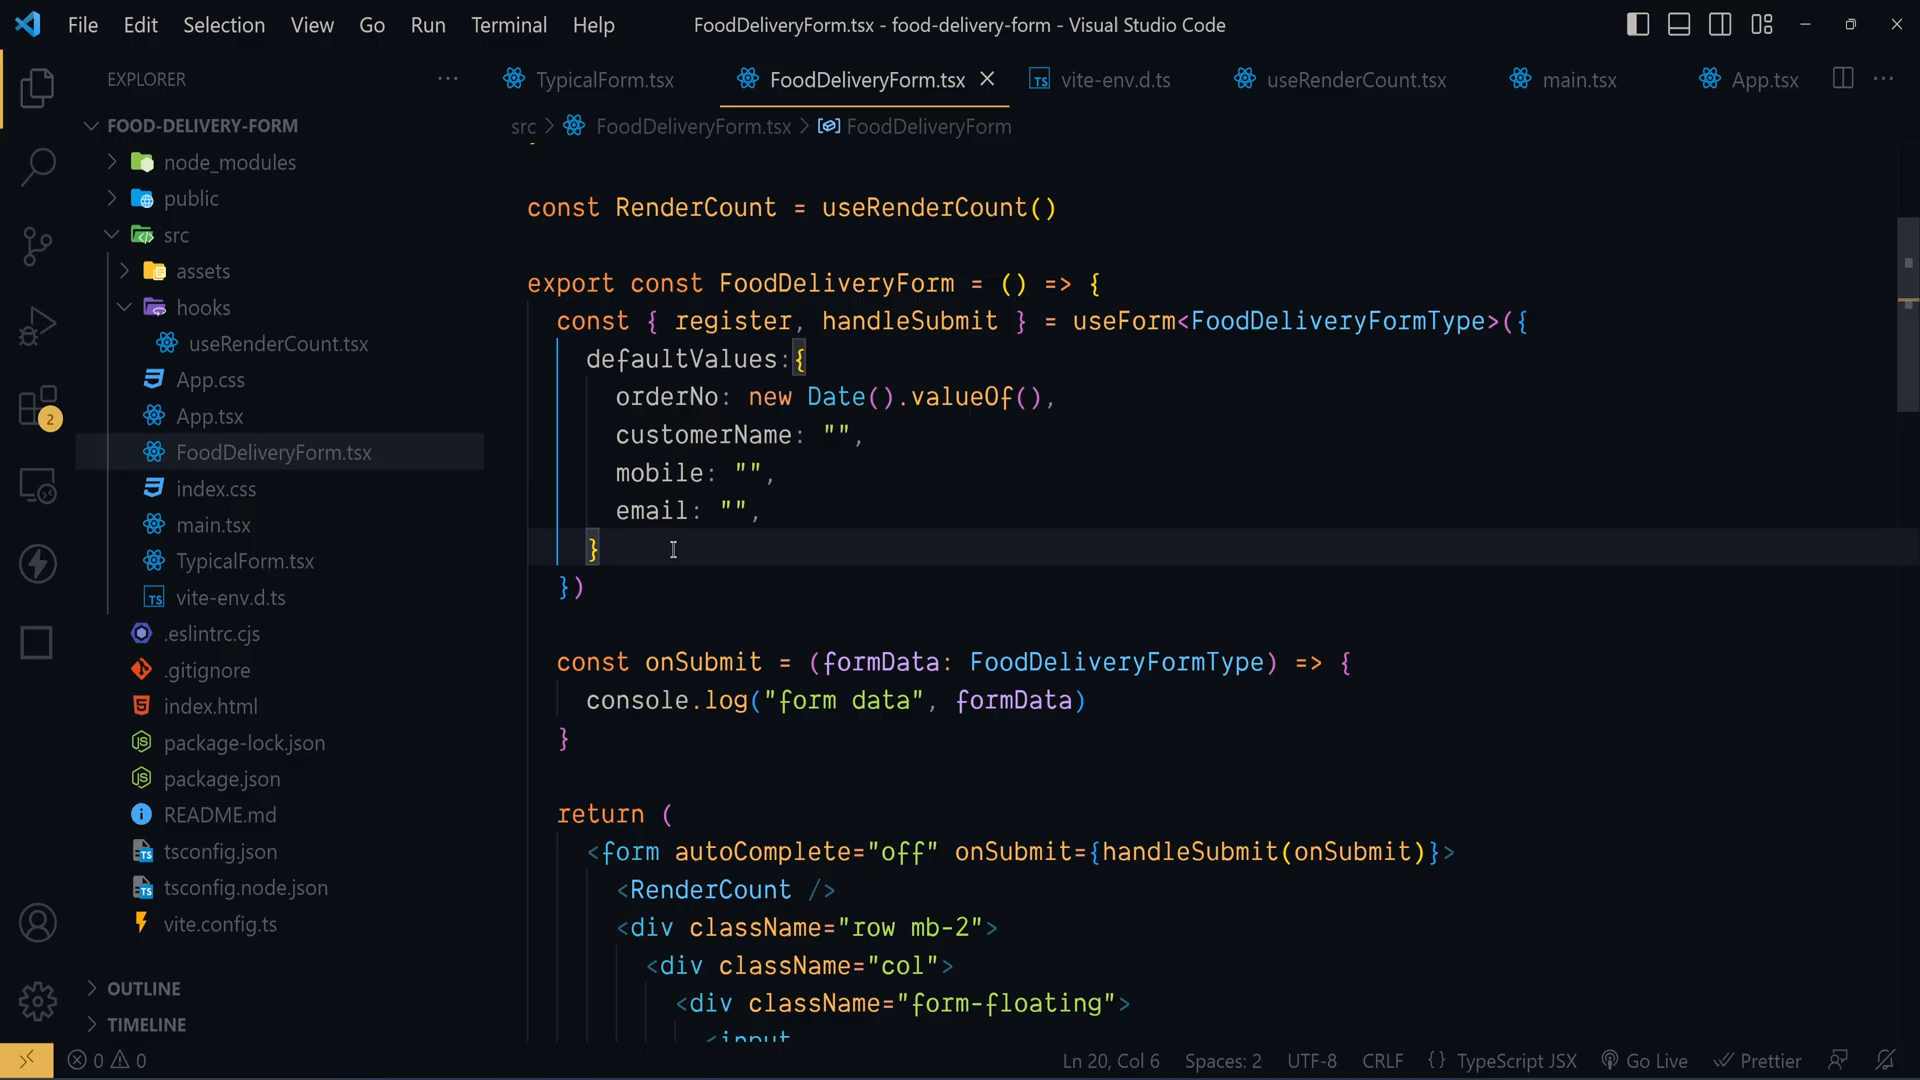 File Edit Selection View Go Run Terminal Help FoodDeliveryForm.tsx - food-delivery-form - Visual Studio Code
EXPLORER
TypicalForm.tsx FoodDeliveryForm.tsx vite-env.d.ts useRenderCount.tsx main.tsx App.tsx
src > FoodDeliveryForm.tsx > FoodDeliveryForm
FOOD-DELIVERY-FORM
node_modules
public
src
assets
hooks
useRenderCount.tsx
App.css
App.tsx
FoodDeliveryForm.tsx
index.css
main.tsx
TypicalForm.tsx
TS vite-env.d.ts
.eslintrc.cjs
.gitignore
index.html
package-lock.json
package.json
README.md
tsconfig.json
tsconfig.node.json
vite.config.ts
OUTLINE
TIMELINE
2
const RenderCount = useRenderCount()
export const FoodDeliveryForm = () => {
const { register, handleSubmit } = useForm<FoodDeliveryFormType>({
defaultValues:{
orderNo: new Date().valueOf(),
customerName: "",
mobile: "",
email: "",
}
})
const onSubmit = (formData: FoodDeliveryFormType) => {
console.log("form data", formData)
}
return (
<form autoComplete="off" onSubmit={handleSubmit(onSubmit)}>
<RenderCount />
<div className="row mb-2">
<div className="col">
<div className="form-floating">
<input
0 0 Ln 20, Col 6 Spaces: 2 UTF-8 CRLF {} TypeScript JSX Go Live Prettier